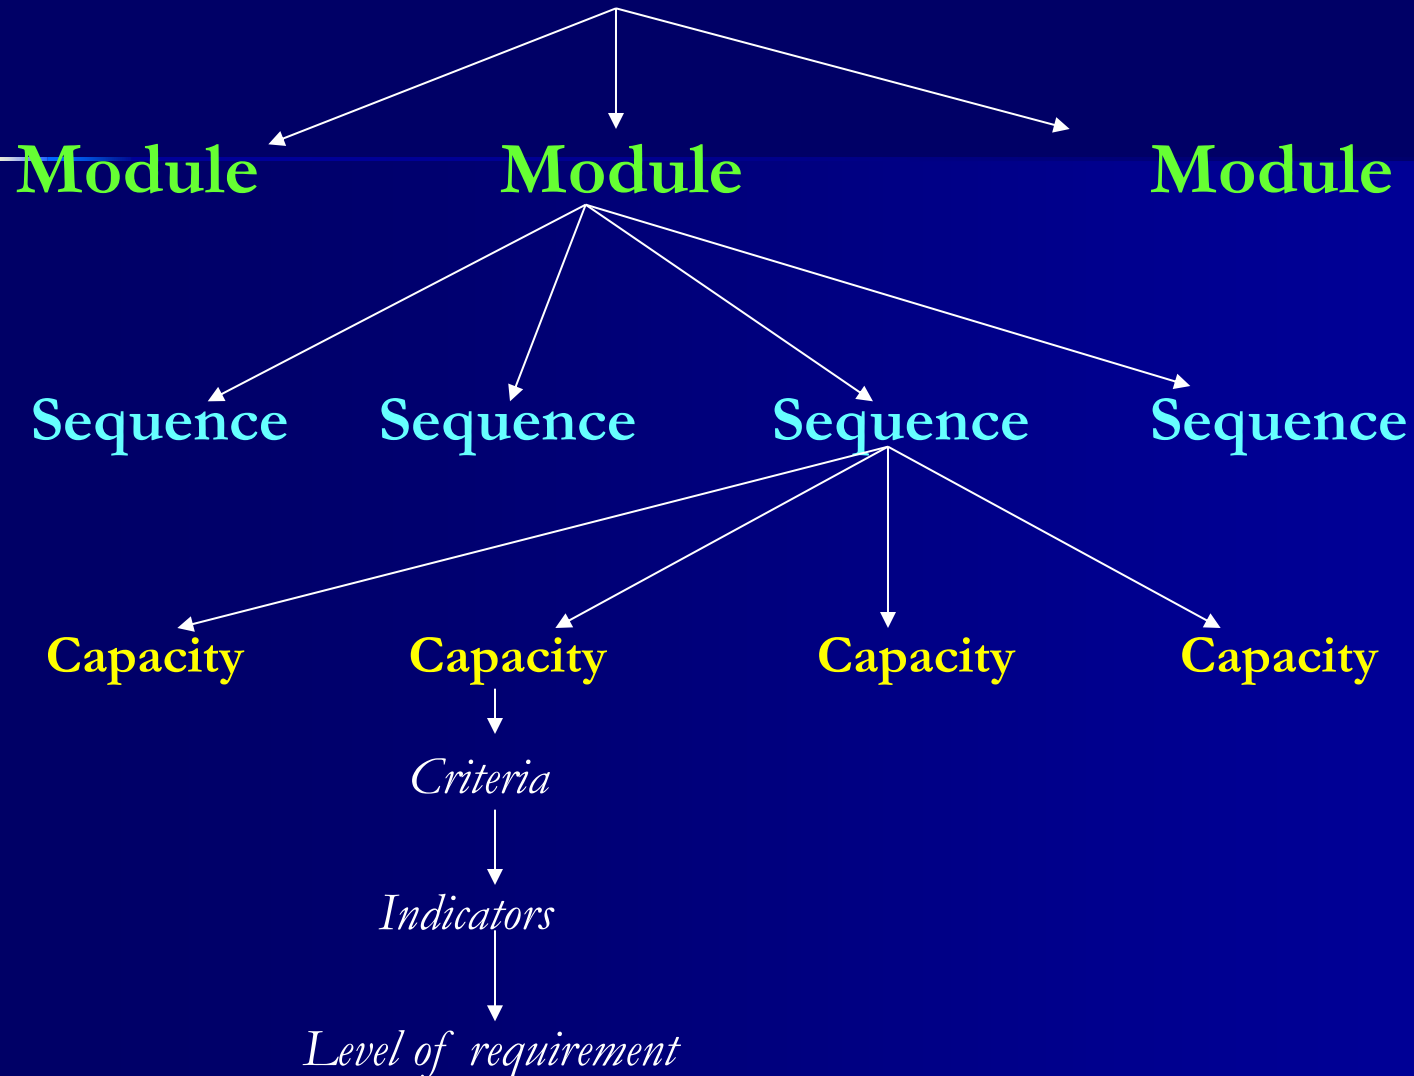 Module Module Module
Sequence Sequence Sequence Sequence
Capacity Capacity Capacity Capacity
Criteria
Indicators
Level of requirement